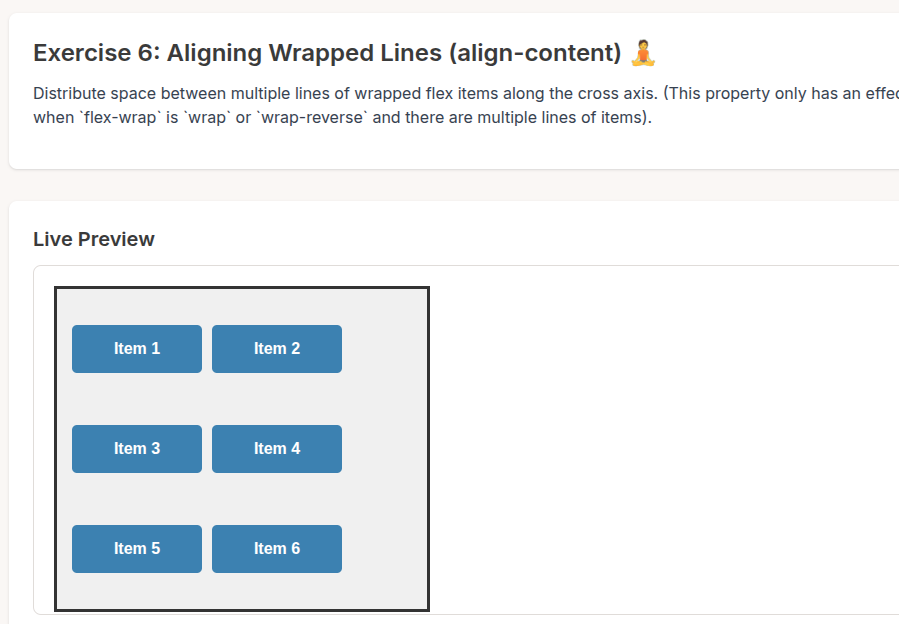 Exercise 6: Aligning Wrapped Lines (align-content) 🧘
Distribute space between multiple lines of wrapped flex items along the cross axis. (This property only has an
when `flex-wrap` is `wrap` or `wrap-reverse` and there are multiple lines of items).
Live Preview
Item 1 Item 2
Item 3 Item 4
Item 5 Item 6